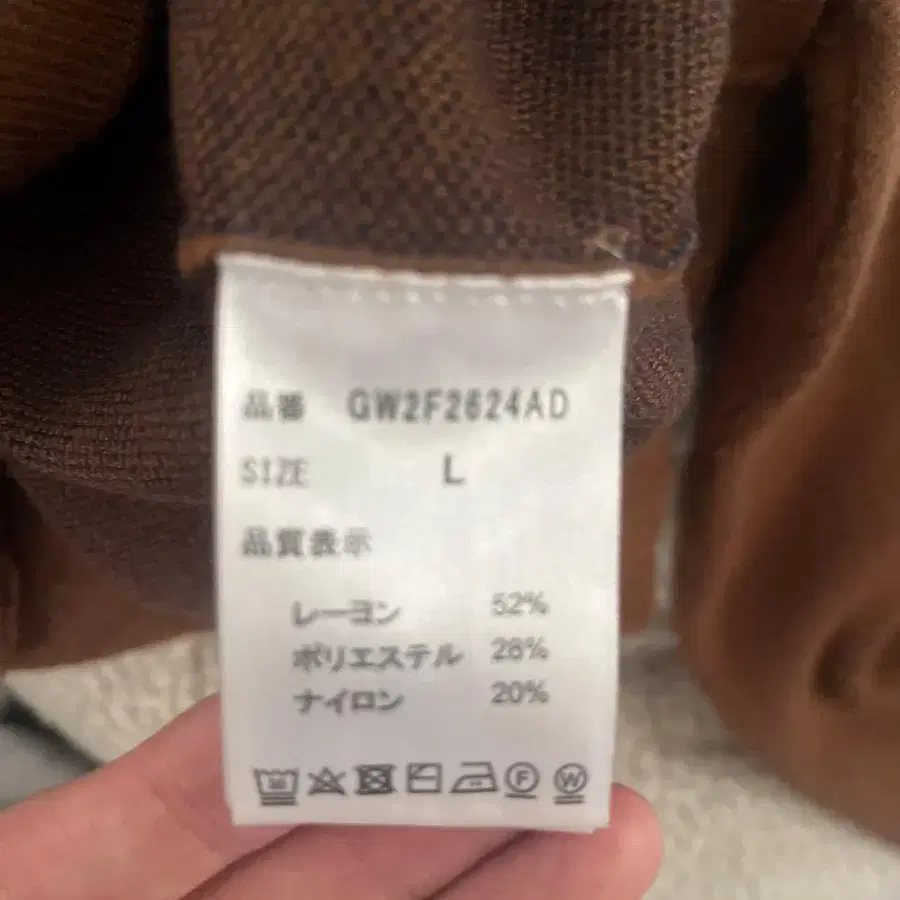 品番 GW2F2624AD
SIZE L
品質表示
レーヨン 52%
ポリエステル 28%
ナイロン 20%
F W